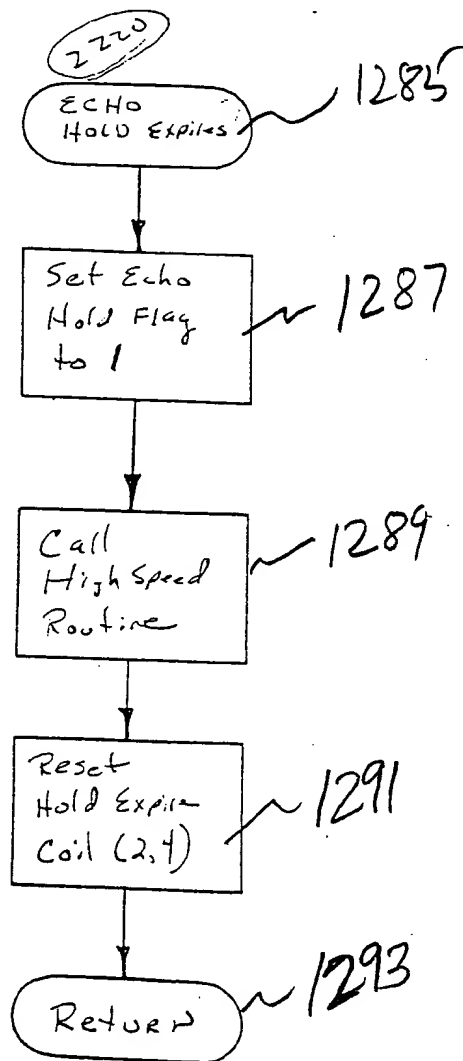 2220
ECHO
HOLD Expires
1285
Set Echo
Hold Flag
to 1
1287
Call
High Speed
Routine
1289
Reset
Hold Expire
Coil (2,4)
1291
Return
1293